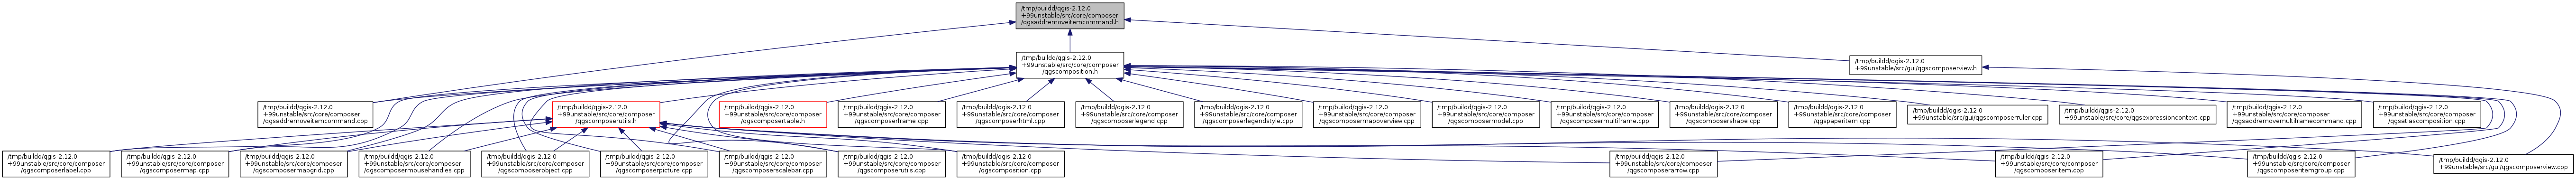 /tmp/buildd/qgis-2.12.0
+99unstable/src/core/composer
/qgsaddremoveitemcommand.h
/tmp/buildd/qgis-2.12.0
+99unstable/src/core/composer
/qgscomposition.h
/tmp/buildd/qgis-2.12.0
+99unstable/src/gui/qgscomposerview.h
/tmp/buildd/qgis-2.12.0
+99unstable/src/core/composer
/qgsaddremoveitemcommand.cpp
/tmp/buildd/qgis-2.12.0
+99unstable/src/core/composer
/qgscomposerutils.h
/tmp/buildd/qgis-2.12.0
+99unstable/src/core/composer
/qgscomposertable.h
/tmp/buildd/qgis-2.12.0
+99unstable/src/core/composer
/qgscomposerframe.cpp
/tmp/buildd/qgis-2.12.0
+99unstable/src/core/composer
/qgscomposerhtml.cpp
/tmp/buildd/qgis-2.12.0
+99unstable/src/core/composer
/qgscomposerlegend.cpp
/tmp/buildd/qgis-2.12.0
+99unstable/src/core/composer
/qgscomposerlegendstyle.cpp
/tmp/buildd/qgis-2.12.0
+99unstable/src/core/composer
/qgscomposermapoverview.cpp
/tmp/buildd/qgis-2.12.0
+99unstable/src/core/composer
/qgscomposermodel.cpp
/tmp/buildd/qgis-2.12.0
+99unstable/src/core/composer
/qgscomposermultiframe.cpp
/tmp/buildd/qgis-2.12.0
+99unstable/src/core/composer
/qgscomposershape.cpp
/tmp/buildd/qgis-2.12.0
+99unstable/src/core/composer
/qgspaperitem.cpp
/tmp/buildd/qgis-2.12.0
+99unstable/src/gui/qgscomposerruler.cpp
/tmp/buildd/qgis-2.12.0
+99unstable/src/core/qgsexpressioncontext.cpp
/tmp/buildd/qgis-2.12.0
+99unstable/src/core/composer
/qgsaddremovemultiframecommand.cpp
/tmp/buildd/qgis-2.12.0
+99unstable/src/core/composer
/qgsatlascomposition.cpp
/tmp/buildd/qgis-2.12.0
+99unstable/src/core/composer
/qgscomposerlabel.cpp
/tmp/buildd/qgis-2.12.0
+99unstable/src/core/composer
/qgscomposermap.cpp
/tmp/buildd/qgis-2.12.0
+99unstable/src/core/composer
/qgscomposermapgrid.cpp
/tmp/buildd/qgis-2.12.0
+99unstable/src/core/composer
/qgscomposermousehandles.cpp
/tmp/buildd/qgis-2.12.0
+99unstable/src/core/composer
/qgscomposerobject.cpp
/tmp/buildd/qgis-2.12.0
+99unstable/src/core/composer
/qgscomposerpicture.cpp
/tmp/buildd/qgis-2.12.0
+99unstable/src/core/composer
/qgscomposerscalebar.cpp
/tmp/buildd/qgis-2.12.0
+99unstable/src/core/composer
/qgscomposerutils.cpp
/tmp/buildd/qgis-2.12.0
+99unstable/src/core/composer
/qgscomposition.cpp
/tmp/buildd/qgis-2.12.0
+99unstable/src/core/composer
/qgscomposerarrow.cpp
/tmp/buildd/qgis-2.12.0
+99unstable/src/core/composer
/qgscomposeritem.cpp
/tmp/buildd/qgis-2.12.0
+99unstable/src/core/composer
/qgscomposeritemgroup.cpp
/tmp/buildd/qgis-2.12.0
+99unstable/src/gui/qgscomposerview.cpp